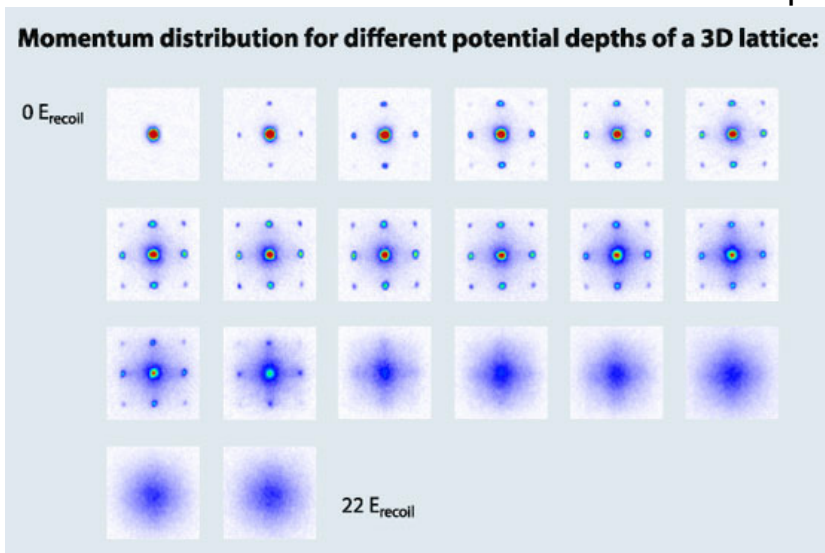 Momentum distribution for different potential depths of a 3D lattice:
0 Erecoil
22 Erecoil